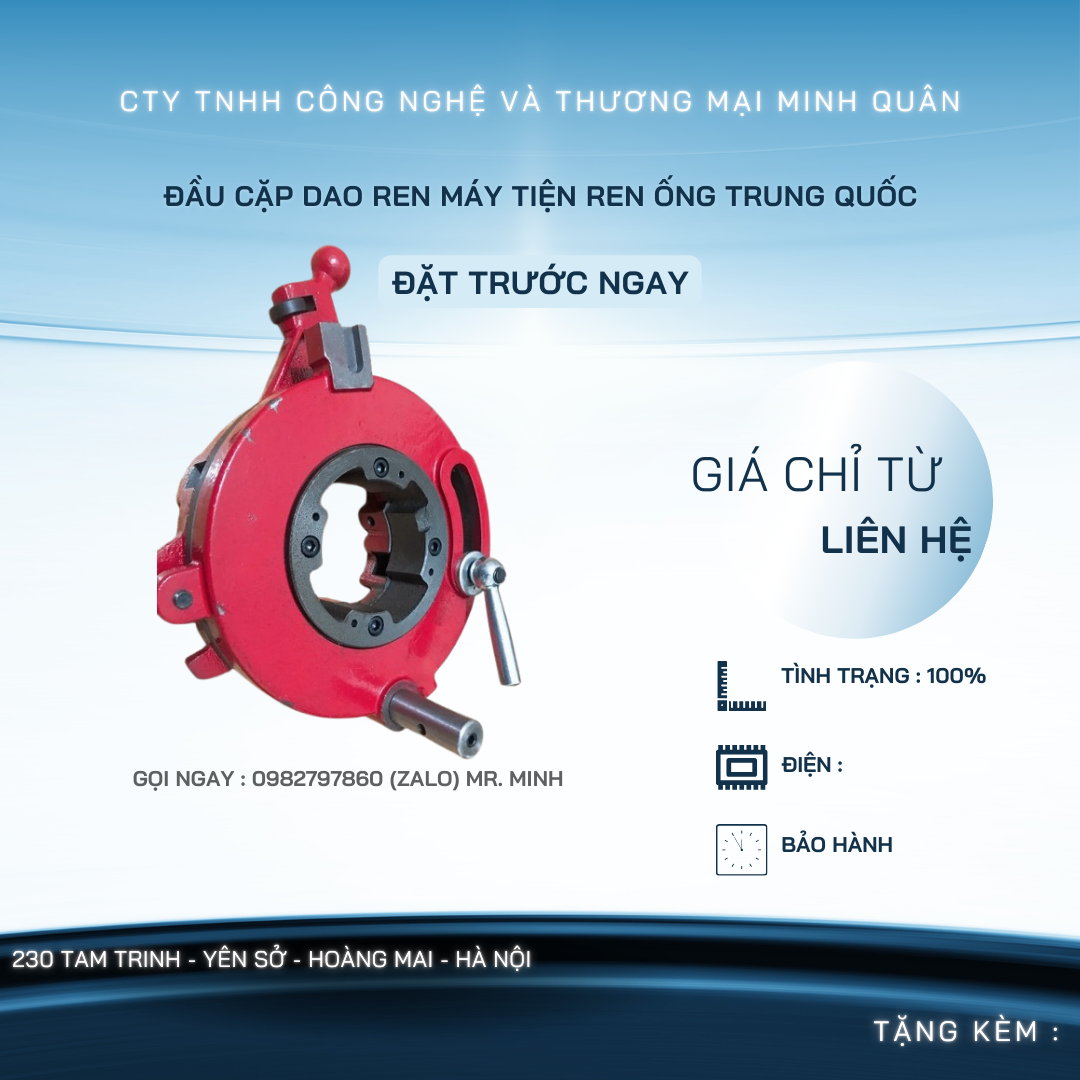 CTY TNHH CÔNG NGHỆ VÀ THƯƠNG MẠI MINH QUÂN
ĐẦU CẶP DAO REN MÁY TIỆN REN ỐNG TRUNG QUỐC
ĐẶT TRƯỚC NGAY
GIÁ CHỈ TỪ
LIÊN HỆ
TÌNH TRẠNG : 100%
ĐIỆN :
BẢO HÀNH
GỌI NGAY : 0982797860 (ZALO) MR. MINH
230 TAM TRINH - YÊN SỞ - HOÀNG MAI - HÀ NỘI
TẶNG KÈM :